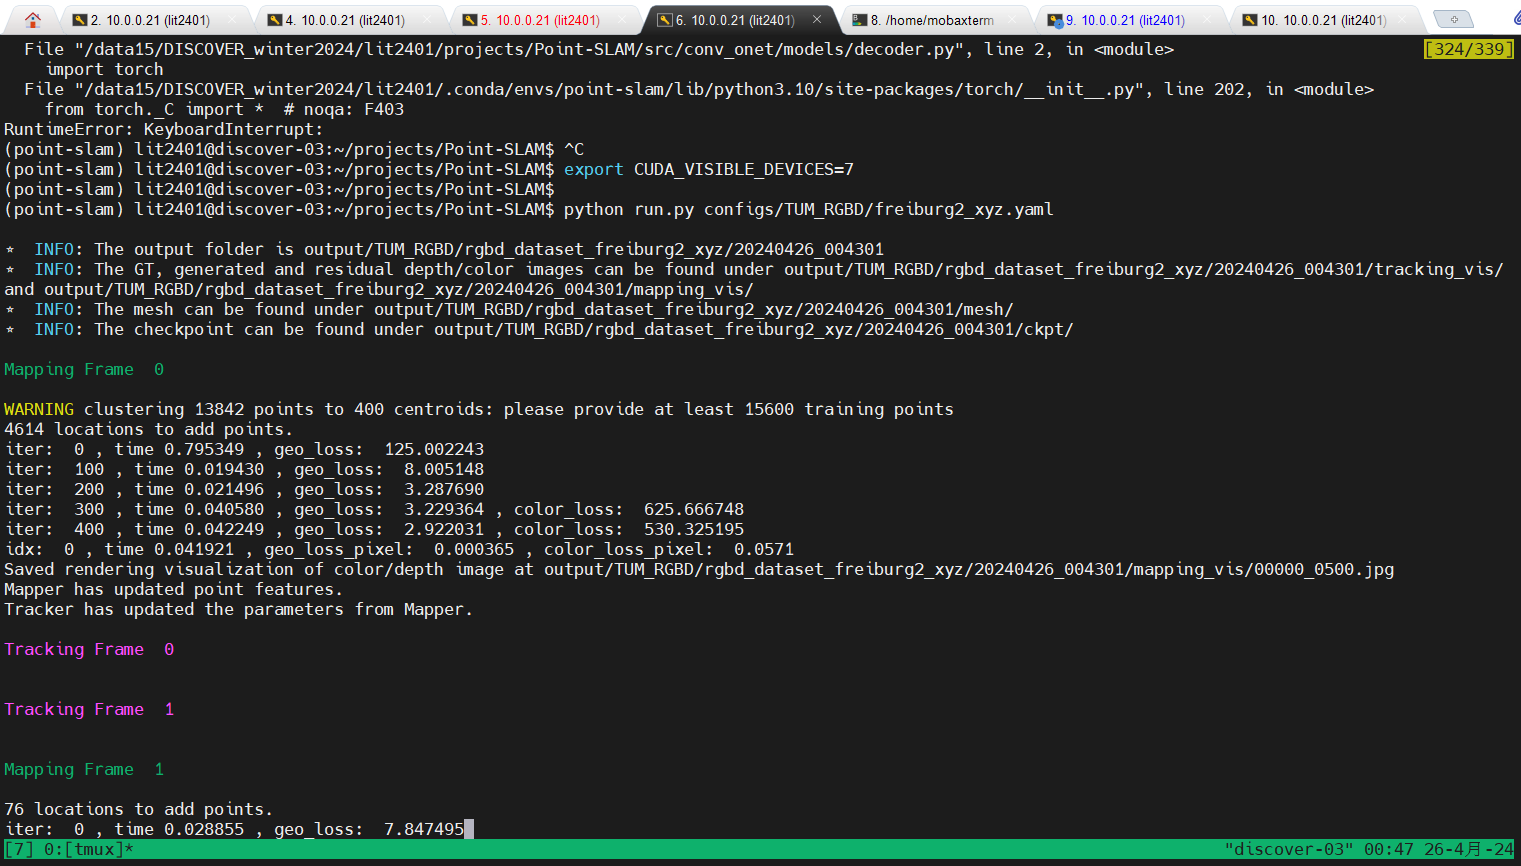 2. 10.0.0.21 (lit2401)
4. 10.0.0.21 (lit2401)
5. 10.0.0.21 (lit2401)
6. 10.0.0.21 (lit2401)
8. /home/mobaxterm
9. 10.0.0.21 (lit2401)
10. 10.0.0.21 (lit2401)
File "/data15/DISCOVER_winter2024/lit2401/projects/Point-SLAM/src/conv_onet/models/decoder.py", line 2, in <module> [324/339]
import torch
File "/data15/DISCOVER_winter2024/lit2401/.conda/envs/point-slam/lib/python3.10/site-packages/torch/__init__.py", line 202, in <module>
from torch._C import *  # noqa: F403
RuntimeError: KeyboardInterrupt:
(point-slam) lit2401@discover-03:~/projects/Point-SLAM$ ^C
(point-slam) lit2401@discover-03:~/projects/Point-SLAM$ export CUDA_VISIBLE_DEVICES=7
(point-slam) lit2401@discover-03:~/projects/Point-SLAM$
(point-slam) lit2401@discover-03:~/projects/Point-SLAM$ python run.py configs/TUM_RGBD/freiburg2_xyz.yaml
⋆  INFO: The output folder is output/TUM_RGBD/rgbd_dataset_freiburg2_xyz/20240426_004301
⋆  INFO: The GT, generated and residual depth/color images can be found under output/TUM_RGBD/rgbd_dataset_freiburg2_xyz/20240426_004301/tracking_vis/
and output/TUM_RGBD/rgbd_dataset_freiburg2_xyz/20240426_004301/mapping_vis/
⋆  INFO: The mesh can be found under output/TUM_RGBD/rgbd_dataset_freiburg2_xyz/20240426_004301/mesh/
⋆  INFO: The checkpoint can be found under output/TUM_RGBD/rgbd_dataset_freiburg2_xyz/20240426_004301/ckpt/
Mapping Frame  0
WARNING clustering 13842 points to 400 centroids: please provide at least 15600 training points
4614 locations to add points.
iter:  0 , time 0.795349 , geo_loss:  125.002243
iter:  100 , time 0.019430 , geo_loss:  8.005148
iter:  200 , time 0.021496 , geo_loss:  3.287690
iter:  300 , time 0.040580 , geo_loss:  3.229364 , color_loss:  625.666748
iter:  400 , time 0.042249 , geo_loss:  2.922031 , color_loss:  530.325195
idx:  0 , time 0.041921 , geo_loss_pixel:  0.000365 , color_loss_pixel:  0.0571
Saved rendering visualization of color/depth image at output/TUM_RGBD/rgbd_dataset_freiburg2_xyz/20240426_004301/mapping_vis/00000_0500.jpg
Mapper has updated point features.
Tracker has updated the parameters from Mapper.
Tracking Frame  0
Tracking Frame  1
Mapping Frame  1
76 locations to add points.
iter:  0 , time 0.028855 , geo_loss:  7.847495
[7] 0:[tmux]* "discover-03" 00:47 26-4月-24